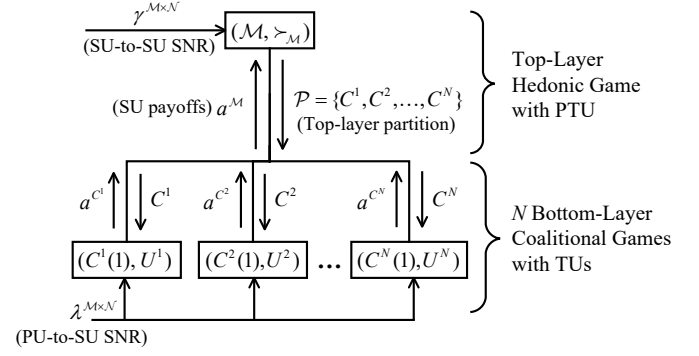 γ^{ℳ×𝒩}
(SU-to-SU SNR)
(ℳ, ≻_ℳ)
Top-Layer
Hedonic Game
with PTU
(SU payoffs) a^ℳ
𝒫 = {C^1, C^2, ..., C^N}
(Top-layer partition)
a^{C^1} C^1 a^{C^2} C^2 a^{C^N} C^N
N Bottom-Layer
Coalitional Games
with TUs
(C^1(1), U^1) (C^2(1), U^2) ... (C^N(1), U^N)
λ^{ℳ×𝒩}
(PU-to-SU SNR)